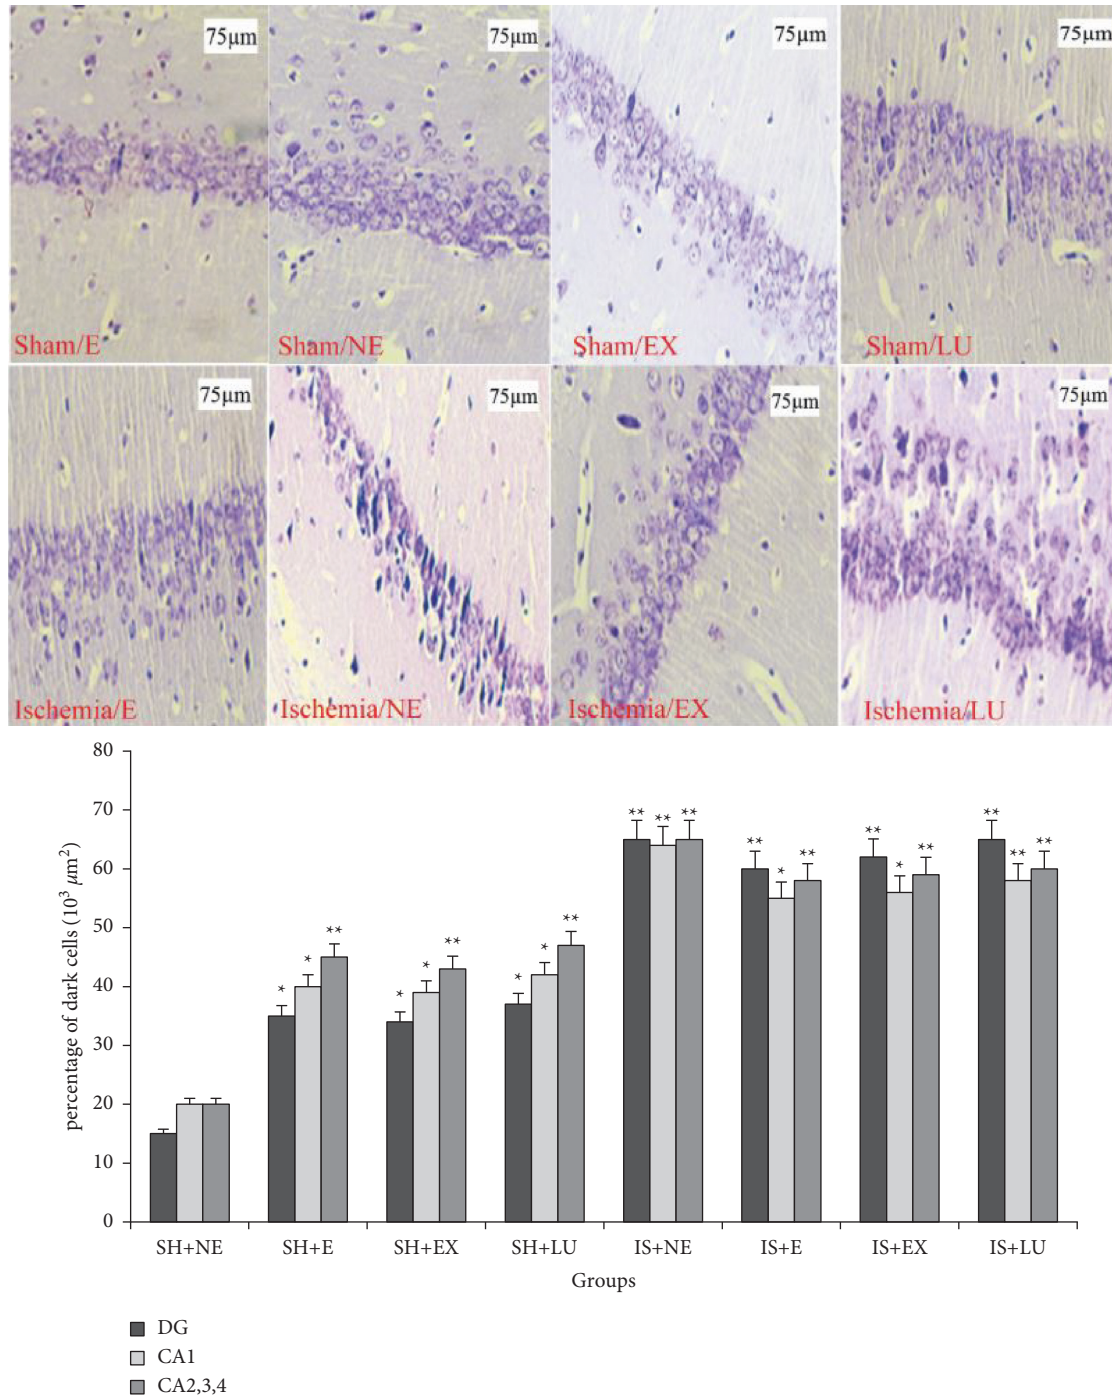 75μm 75μm 75μm 75μm
Sham/E Sham/NE Sham/EX Sham/LU
75μm 75μm 75μm 75μm
Ischemia/E Ischemia/NE Ischemia/EX Ischemia/LU
percentage of dark cells (10³ μm²)
80
70
60
50
40
30
20
10
0
** ** ** ** * ** ** * ** ** ** **
* * ** * * ** * * **
SH+NE SH+E SH+EX SH+LU IS+NE IS+E IS+EX IS+LU
Groups
DG
CA1
CA2,3,4